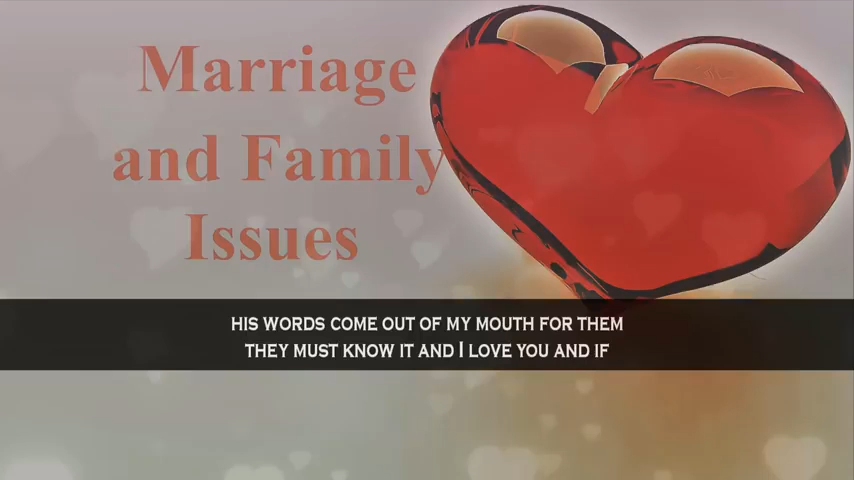 Marriage
and Family
Issues
HIS WORDS COME OUT OF MY MOUTH FOR THEM
THEY MUST KNOW IT AND I LOVE YOU AND IF